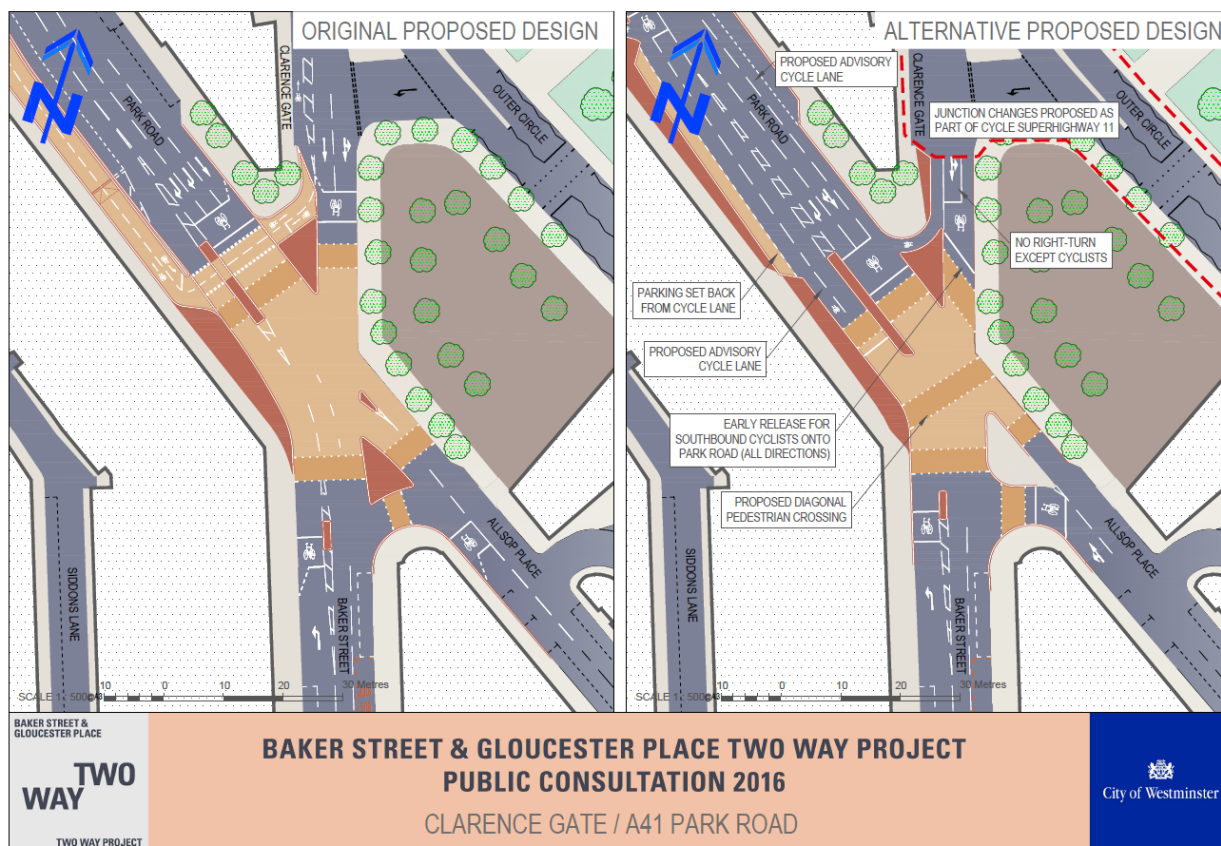 ORIGINAL PROPOSED DESIGN
CLARENCE GATE
PARK ROAD
OUTER CIRCLE
N
ALLSOP PLACE
SIDDONS LANE
BAKER STREET
10 0 10 20 30 Metres
ALTERNATIVE PROPOSED DESIGN
PROPOSED ADVISORY
CYCLE LANE
CLARENCE GATE
PARK ROAD
OUTER CIRCLE
N
JUNCTION CHANGES PROPOSED AS
PART OF CYCLE SUPERHIGHWAY 11
NO RIGHT-TURN
EXCEPT CYCLISTS
PARKING SET BACK
FROM CYCLE LANE
PROPOSED ADVISORY
CYCLE LANE
EARLY RELEASE FOR
SOUTHBOUND CYCLISTS ONTO
PARK ROAD (ALL DIRECTIONS)
PROPOSED DIAGONAL
PEDESTRIAN CROSSING
ALLSOP PLACE
SIDDONS LANE
BAKER STREET
10 0 10 20 30 Metres
BAKER STREET &
GLOUCESTER PLACE
TWO
WAY
TWO WAY PROJECT
BAKER STREET & GLOUCESTER PLACE TWO WAY PROJECT
PUBLIC CONSULTATION 2016
CLARENCE GATE / A41 PARK ROAD
City of Westminster